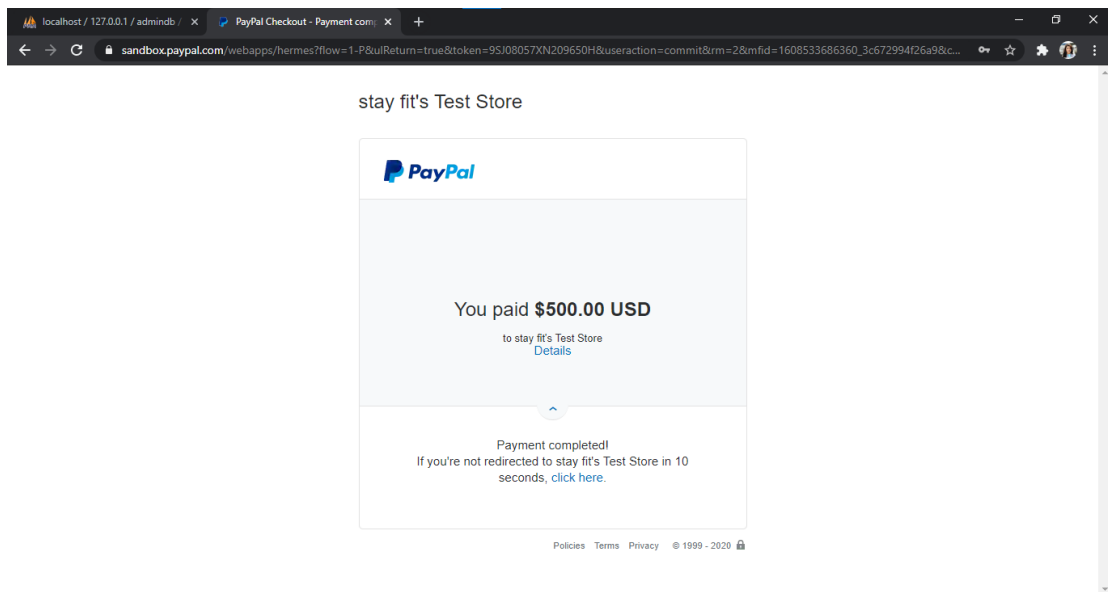 localhost / 127.0.0.1 / admindb /
PayPal Checkout - Payment comp
sandbox.paypal.com/webapps/hermes?flow=1-P&ulReturn=true&token=9SJ08057XN209650H&useraction=commit&rm=2&mfid=1608533686360_3c672994f26a9&c...
stay fit's Test Store
PayPal
You paid $500.00 USD
to stay fit's Test Store
Details
Payment completed!
If you're not redirected to stay fit's Test Store in 10
seconds, click here.
Policies Terms Privacy © 1999 - 2020